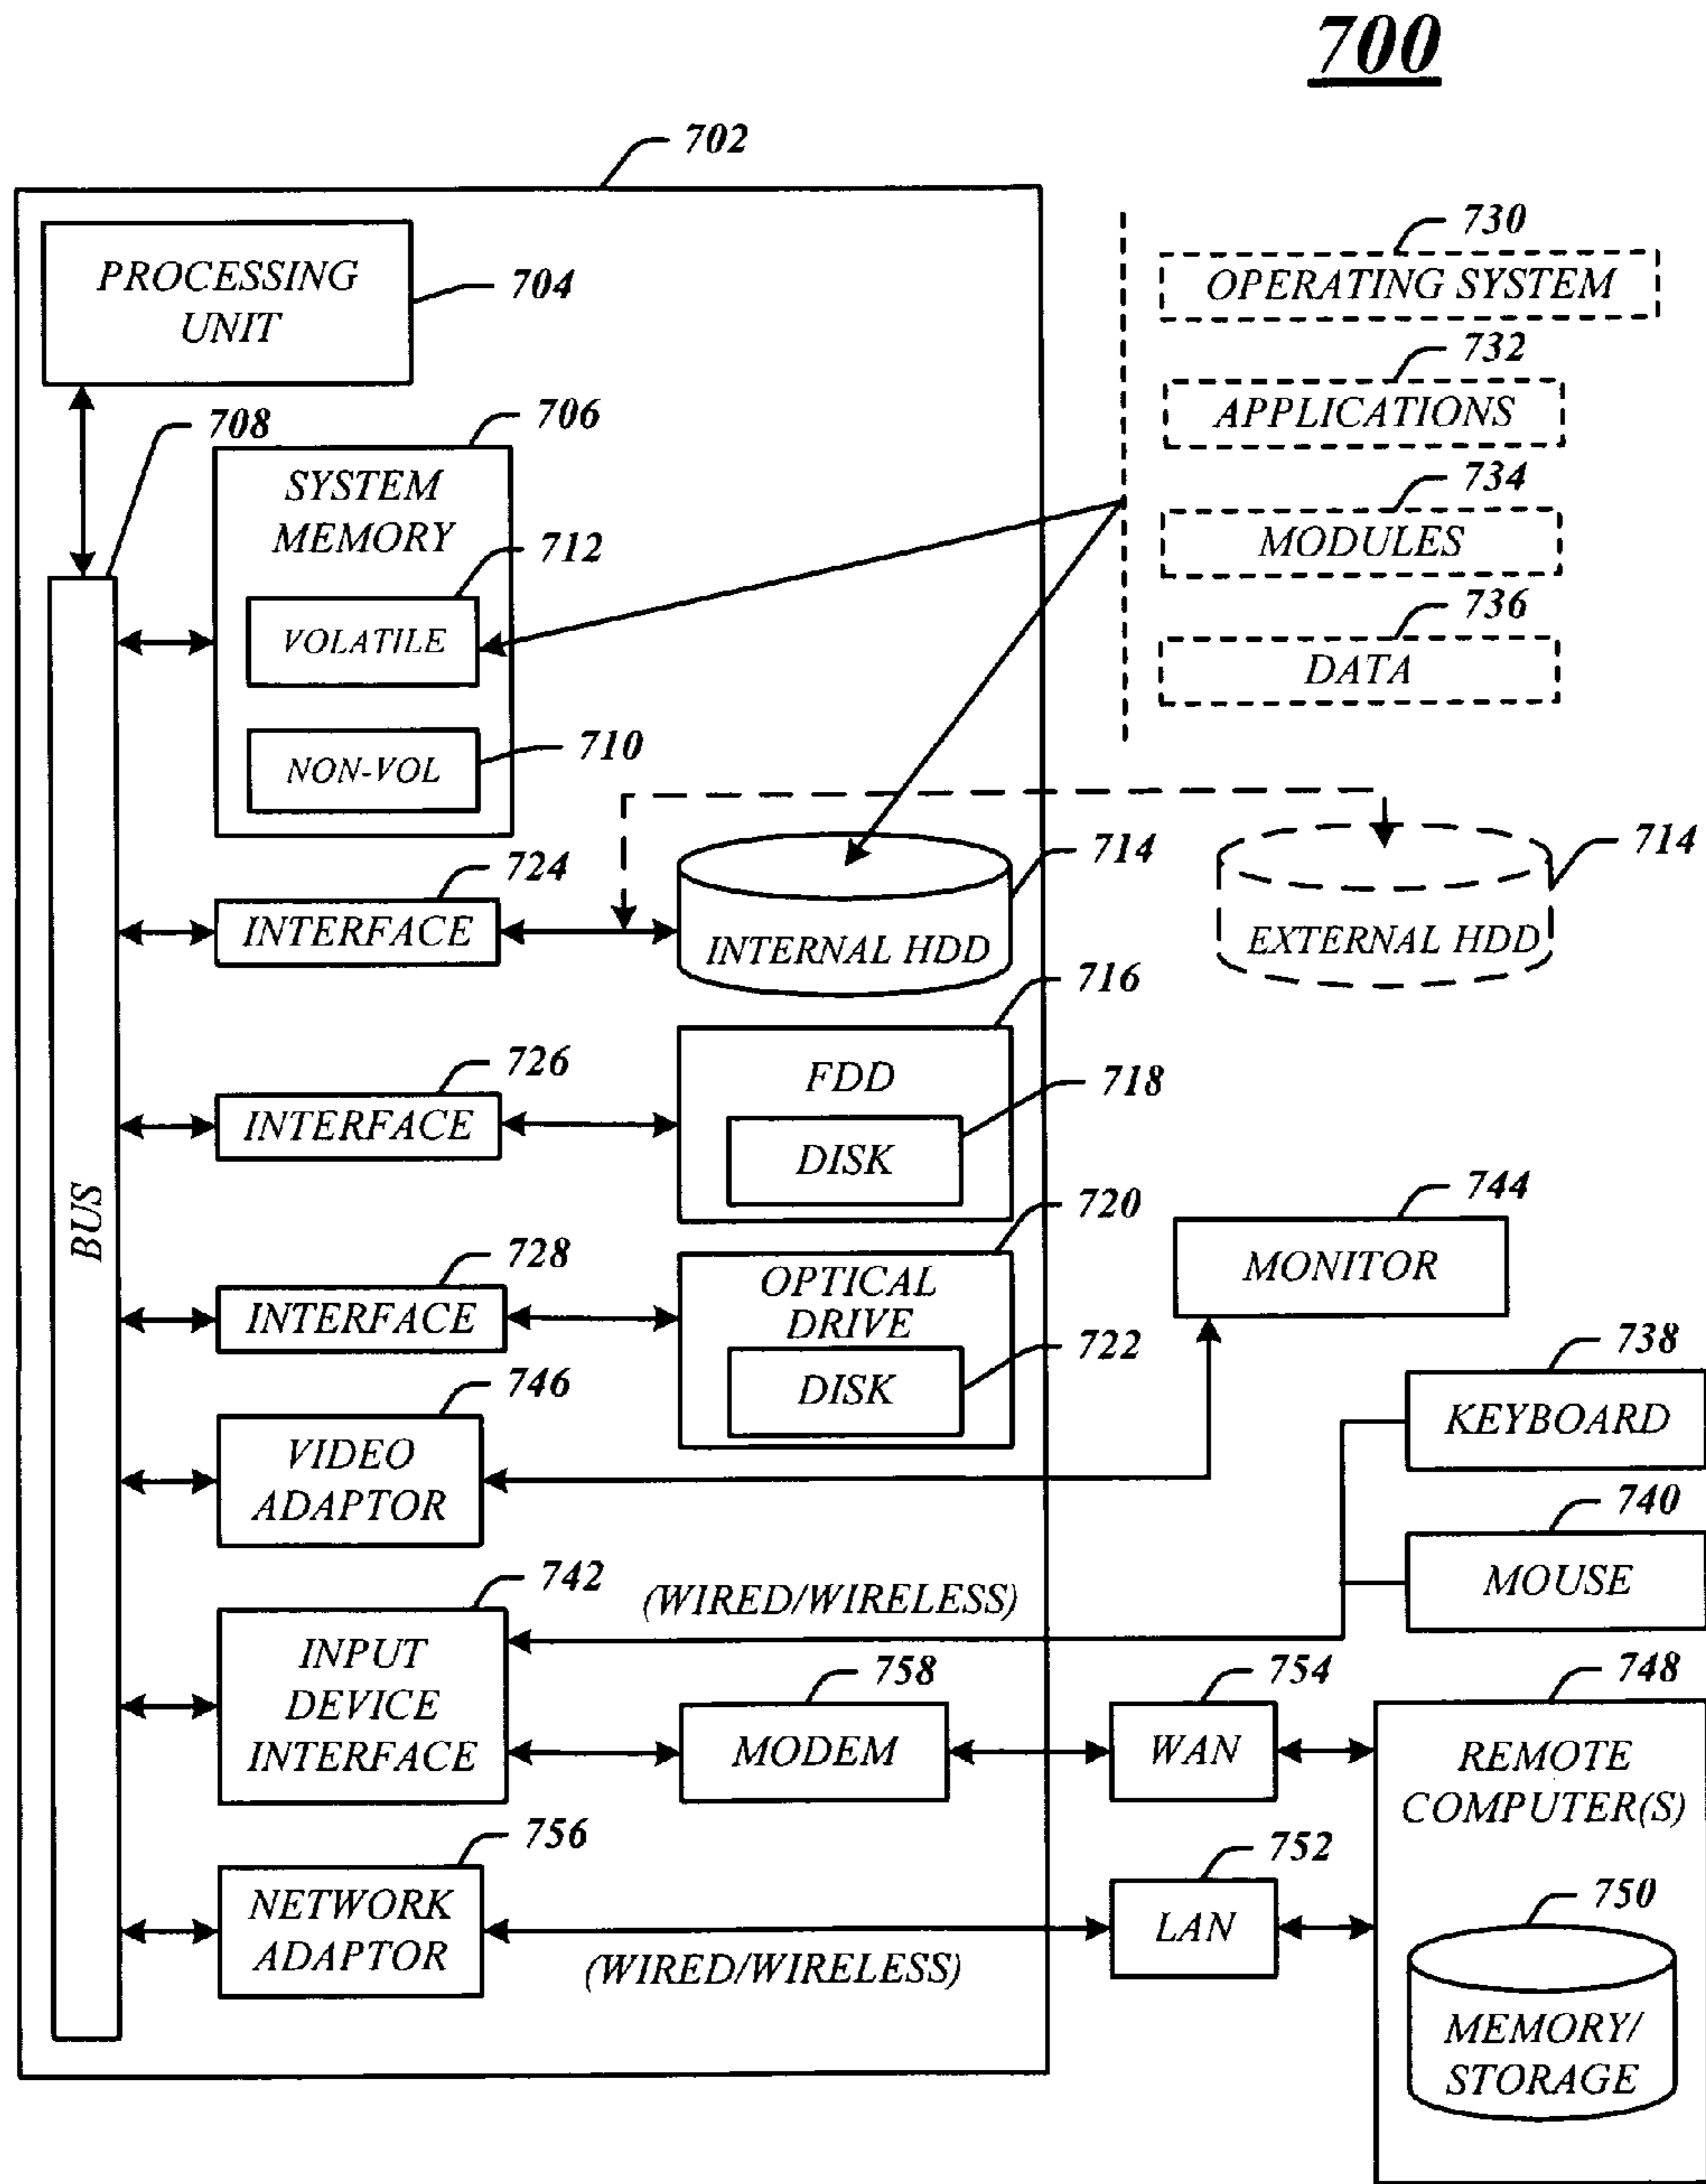 700
702
PROCESSING
UNIT
704
708
706
SYSTEM
MEMORY
712
VOLATILE
710
NON-VOL
730
OPERATING SYSTEM
732
APPLICATIONS
734
MODULES
736
DATA
724
INTERFACE
714
INTERNAL HDD
714
EXTERNAL HDD
716
726
INTERFACE
FDD
718
DISK
BUS
728
INTERFACE
720
OPTICAL
DRIVE
722
DISK
744
MONITOR
746
VIDEO
ADAPTOR
738
KEYBOARD
740
MOUSE
742
INPUT
DEVICE
INTERFACE
(WIRED/WIRELESS)
758
MODEM
754
WAN
748
REMOTE
COMPUTER(S)
756
NETWORK
ADAPTOR
(WIRED/WIRELESS)
752
LAN
750
MEMORY/
STORAGE